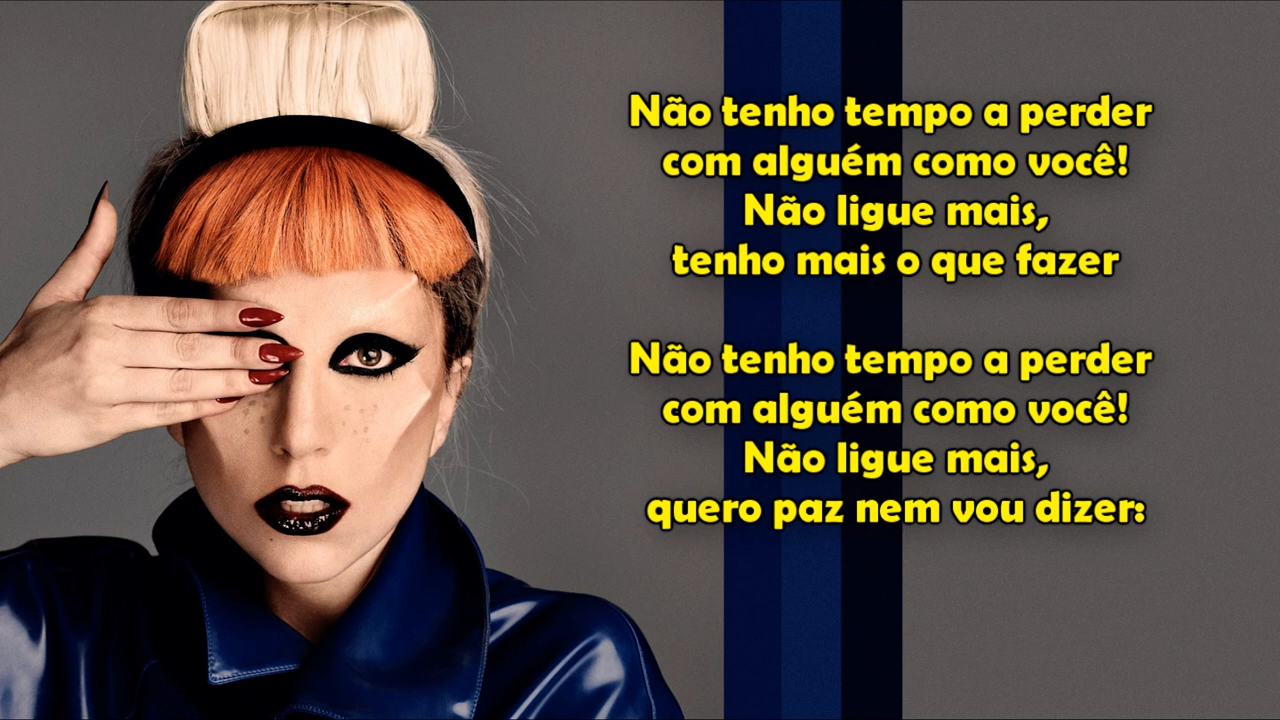 Não tenho tempo a perder
com alguém como você!
Não ligue mais,
tenho mais o que fazer
Não tenho tempo a perder
com alguém como você!
Não ligue mais,
quero paz nem vou dizer: